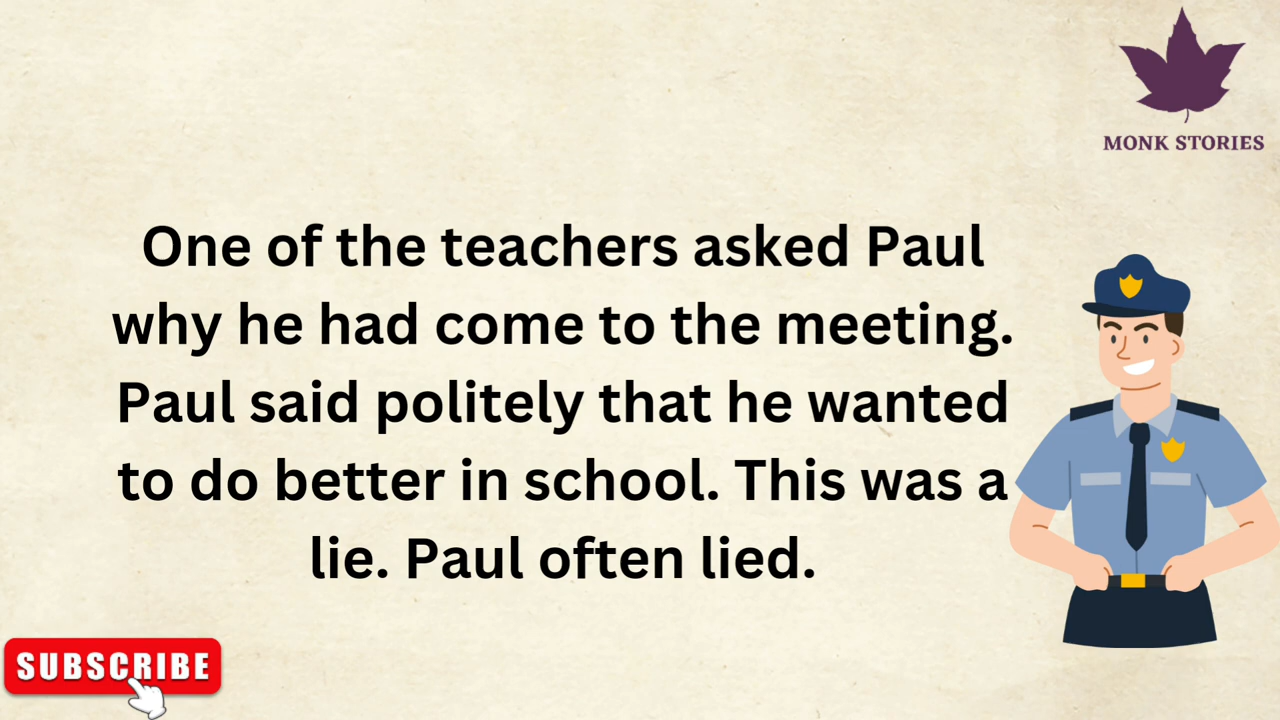 MONK STORIES
One of the teachers asked Paul
why he had come to the meeting.
Paul said politely that he wanted
to do better in school. This was a
lie. Paul often lied.
SUBSCRIBE